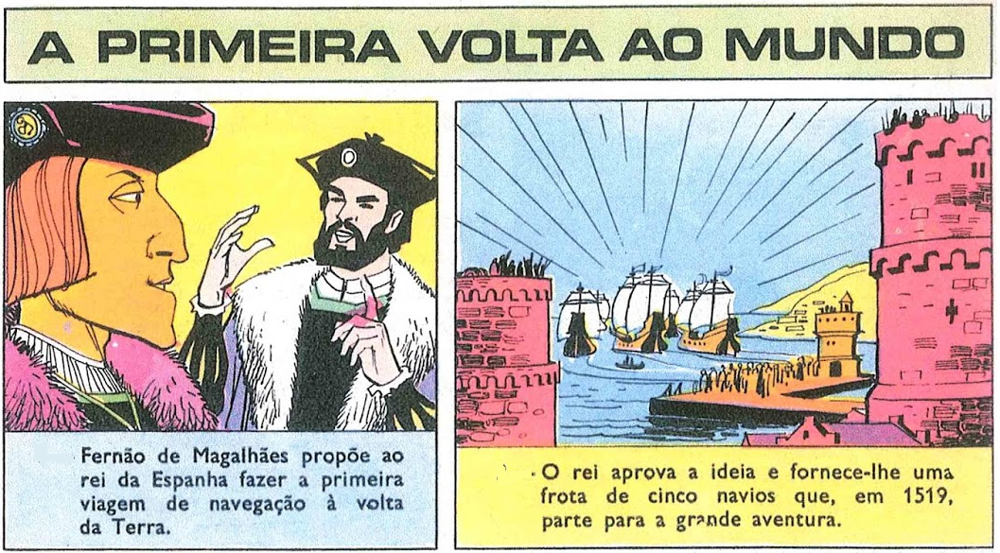 A PRIMEIRA VOLTA AO MUNDO
Fernão de Magalhães propõe ao
rei da Espanha fazer a primeira
viagem de navegação à volta
da Terra.
O rei aprova a ideia e fornece-lhe uma
frota de cinco navios que, em 1519,
parte para a grande aventura.